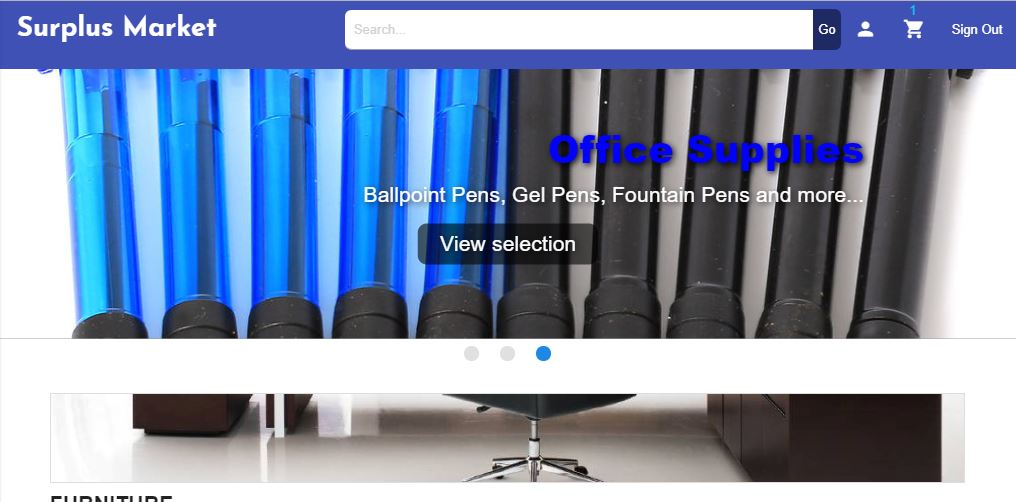 Surplus Market
Search...
Go
1
Sign Out
Office Supplies
Ballpoint Pens, Gel Pens, Fountain Pens and more...
View selection
FURNITURE